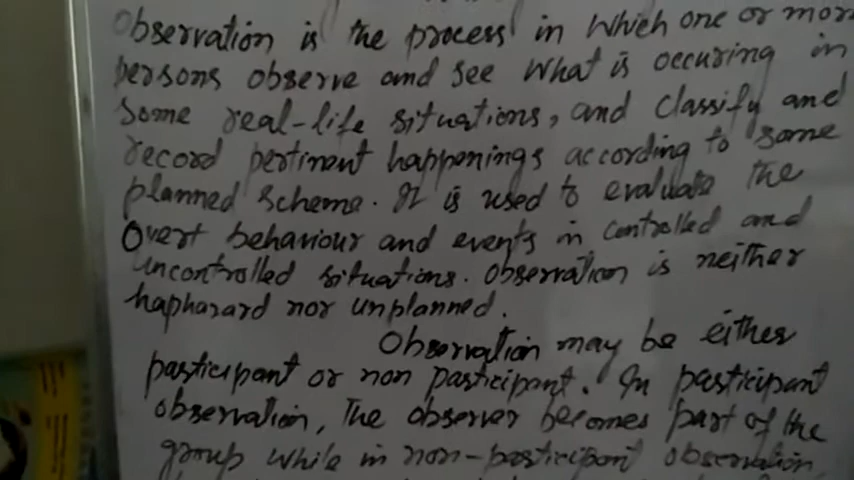 Observation is the process in which one or more
persons observe and see what is occuring in
some real-life situations, and classify and
record pertinent happenings according to some
planned scheme. It is used to evaluate the
Overt behaviour and events in controlled and
uncontrolled situations. Observation is neither
haphazard nor unplanned.
Observation may be either
participant or non participant. In participant
observation, The observer becomes part of the
group while in non-participant observation,